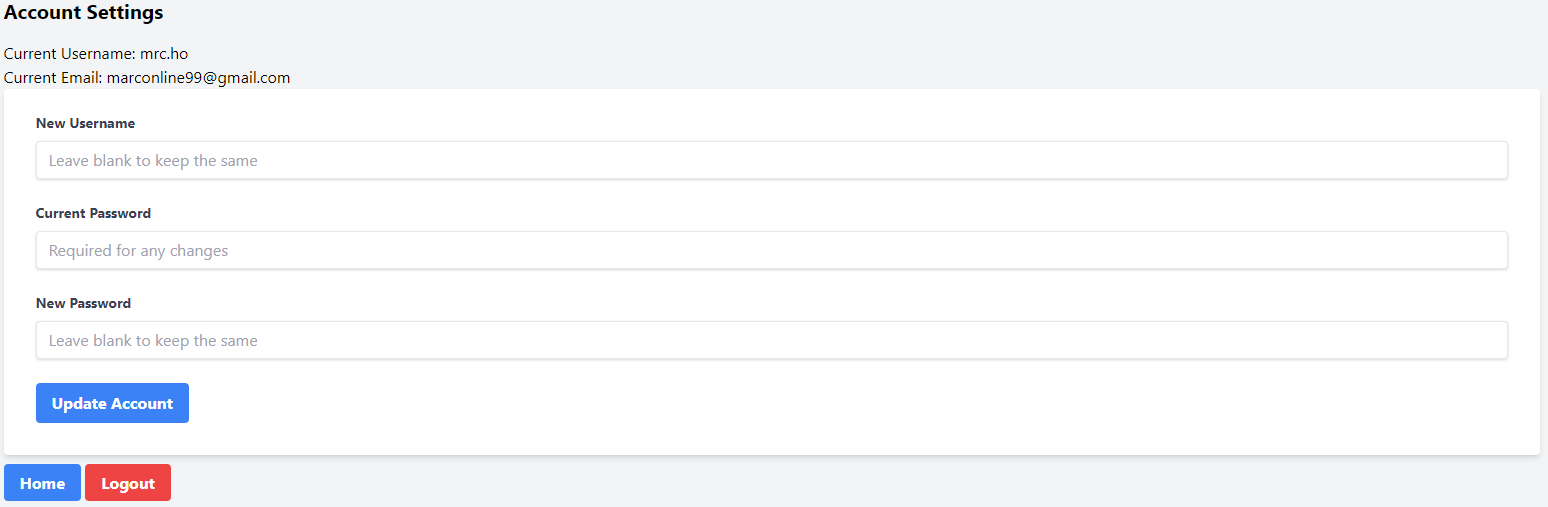 Account Settings
Current Username: mrc.ho
Current Email: marconline99@gmail.com
New Username
Leave blank to keep the same
Current Password
Required for any changes
New Password
Leave blank to keep the same
Update Account
Home Logout